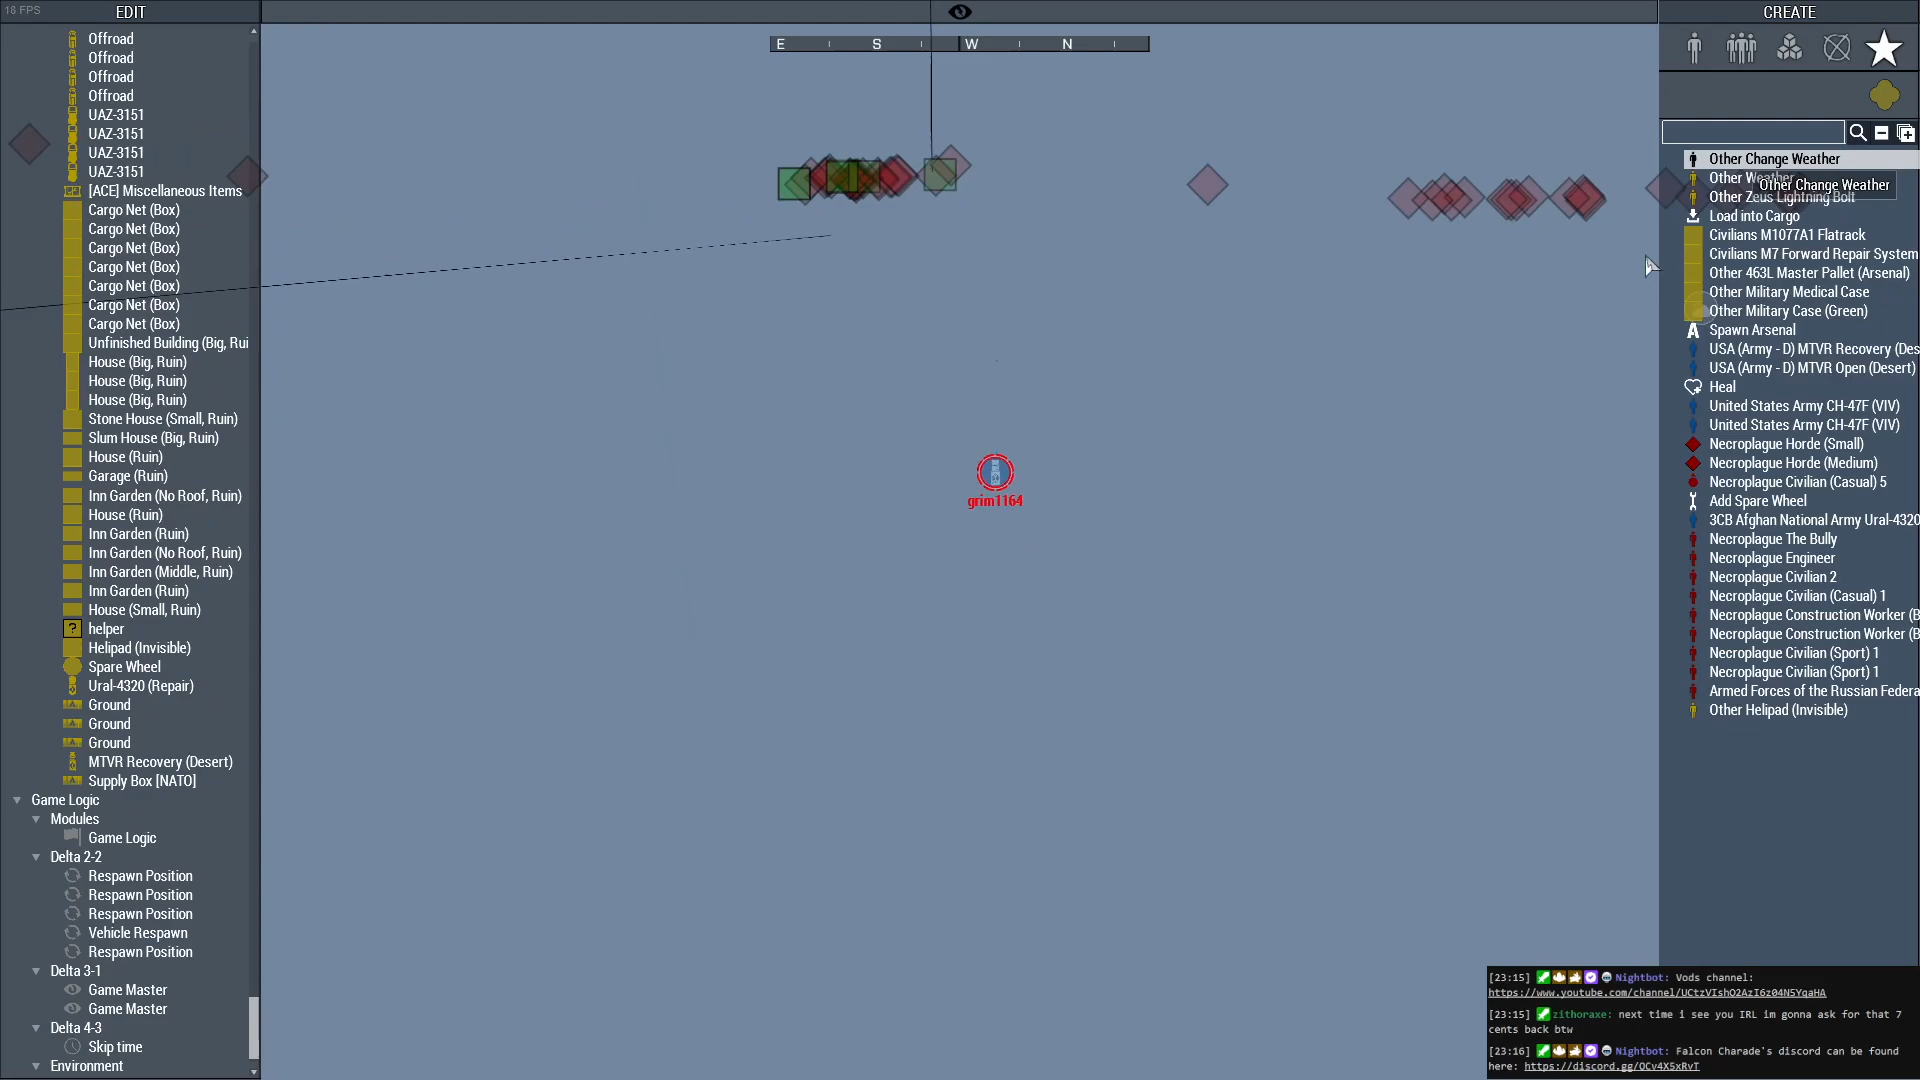 18 FPS
EDIT
CREATE
E S W N
Offroad
Offroad
Offroad
Offroad
UAZ-3151
UAZ-3151
UAZ-3151
UAZ-3151
[ACE] Miscellaneous Items
Cargo Net (Box)
Cargo Net (Box)
Cargo Net (Box)
Cargo Net (Box)
Cargo Net (Box)
Cargo Net (Box)
Cargo Net (Box)
Unfinished Building (Big, Rui
House (Big, Ruin)
House (Big, Ruin)
House (Big, Ruin)
Stone House (Small, Ruin)
Slum House (Big, Ruin)
House (Ruin)
Garage (Ruin)
Inn Garden (No Roof, Ruin)
House (Ruin)
Inn Garden (Ruin)
Inn Garden (No Roof, Ruin)
Inn Garden (Middle, Ruin)
Inn Garden (Ruin)
House (Small, Ruin)
? helper
Helipad (Invisible)
Spare Wheel
Ural-4320 (Repair)
Ground
Ground
Ground
MTVR Recovery (Desert)
Supply Box [NATO]
Game Logic
Modules
Game Logic
Delta 2-2
Respawn Position
Respawn Position
Respawn Position
Vehicle Respawn
Respawn Position
Delta 3-1
Game Master
Game Master
Delta 4-3
Skip time
Environment
grim1164
Other Change Weather
Other Weather
Other Change Weather
Other Zeus Lightning Bolt
Load into Cargo
Civilians M1077A1 Flatrack
Civilians M7 Forward Repair System
Other 463L Master Pallet (Arsenal)
Other Military Medical Case
Other Military Case (Green)
Spawn Arsenal
USA (Army - D) MTVR Recovery (Des
USA (Army - D) MTVR Open (Desert)
Heal
United States Army CH-47F (VIV)
United States Army CH-47F (VIV)
Necroplague Horde (Small)
Necroplague Horde (Medium)
Necroplague Civilian (Casual) 5
Add Spare Wheel
3CB Afghan National Army Ural-4320
Necroplague The Bully
Necroplague Engineer
Necroplague Civilian 2
Necroplague Civilian (Casual) 1
Necroplague Construction Worker (B
Necroplague Construction Worker (B
Necroplague Civilian (Sport) 1
Necroplague Civilian (Sport) 1
Armed Forces of the Russian Federa
Other Helipad (Invisible)
[23:15] Nightbot: Vods channel:
https://www.youtube.com/channel/UCtzVIshO2AzI6z04N5YqaHA
[23:15] zithoraxe: next time i see you IRL im gonna ask for that 7
cents back btw
[23:16] Nightbot: Falcon Charade's discord can be found
here: https://discord.gg/QCv4X5xRvT